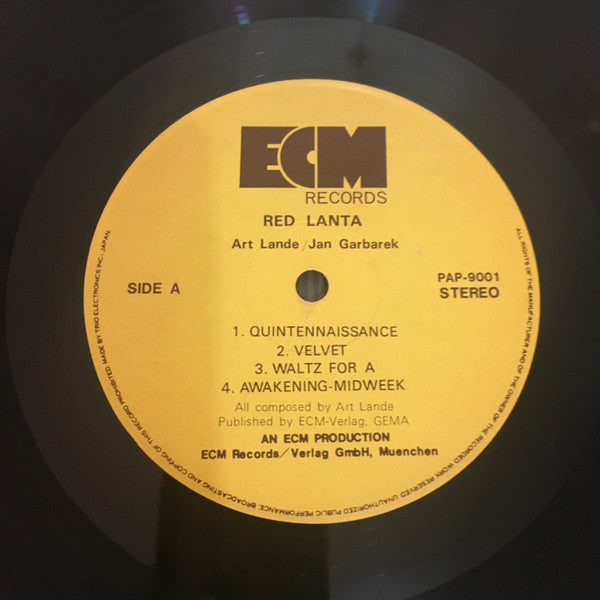 ECM
RECORDS
RED LANTA
Art Lande/Jan Garbarek
SIDE A
PAP-9001
STEREO
1. QUINTENNAISSANCE
2. VELVET
3. WALTZ FOR A
4. AWAKENING-MIDWEEK
All composed by Art Lande
Published by ECM-Verlag, GEMA
AN ECM PRODUCTION
ECM Records/Verlag GmbH, Muenchen
ALL RIGHTS OF THE MANUFACTURER AND OF THE OWNER OF THE RECORDED WORK RESERVED UNAUTHORIZED PUBLIC PERFORMANCE BROADCASTING AND COPYING OF THIS RECORD PROHIBITED MADE BY TRIO ELECTRONICS INC., JAPAN